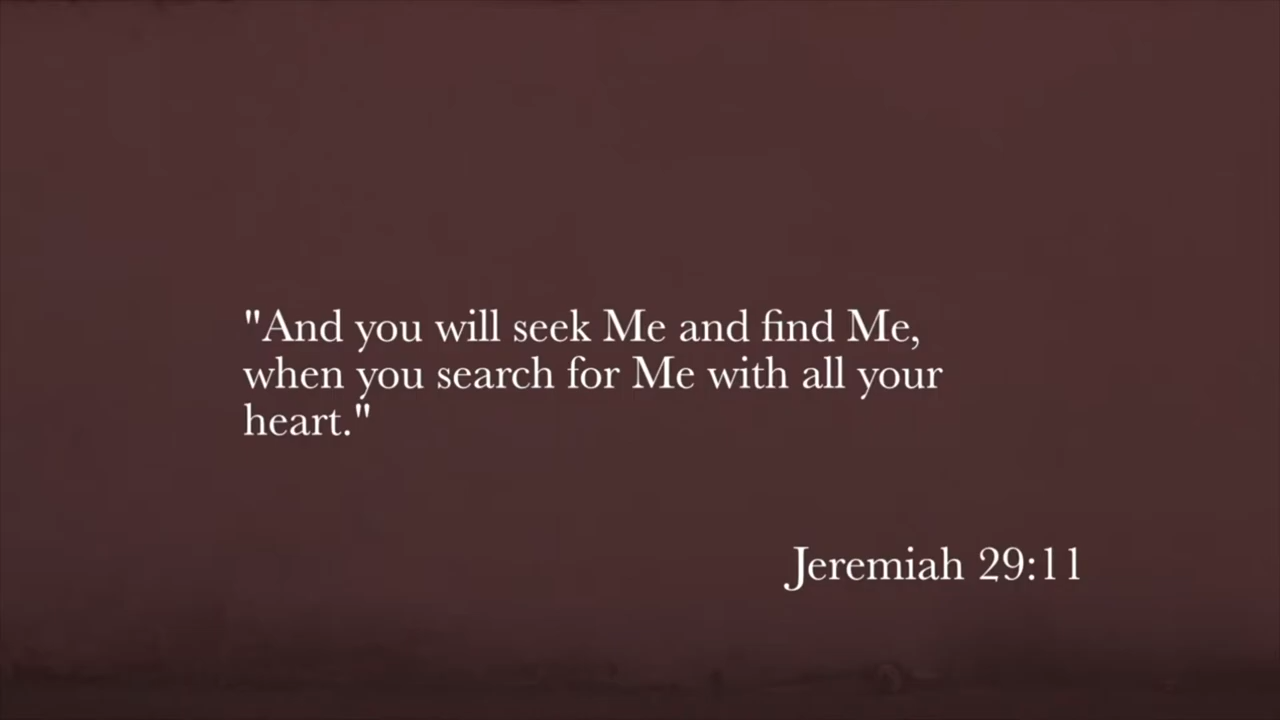 "And you will seek Me and find Me,
when you search for Me with all your
heart."
Jeremiah 29:11